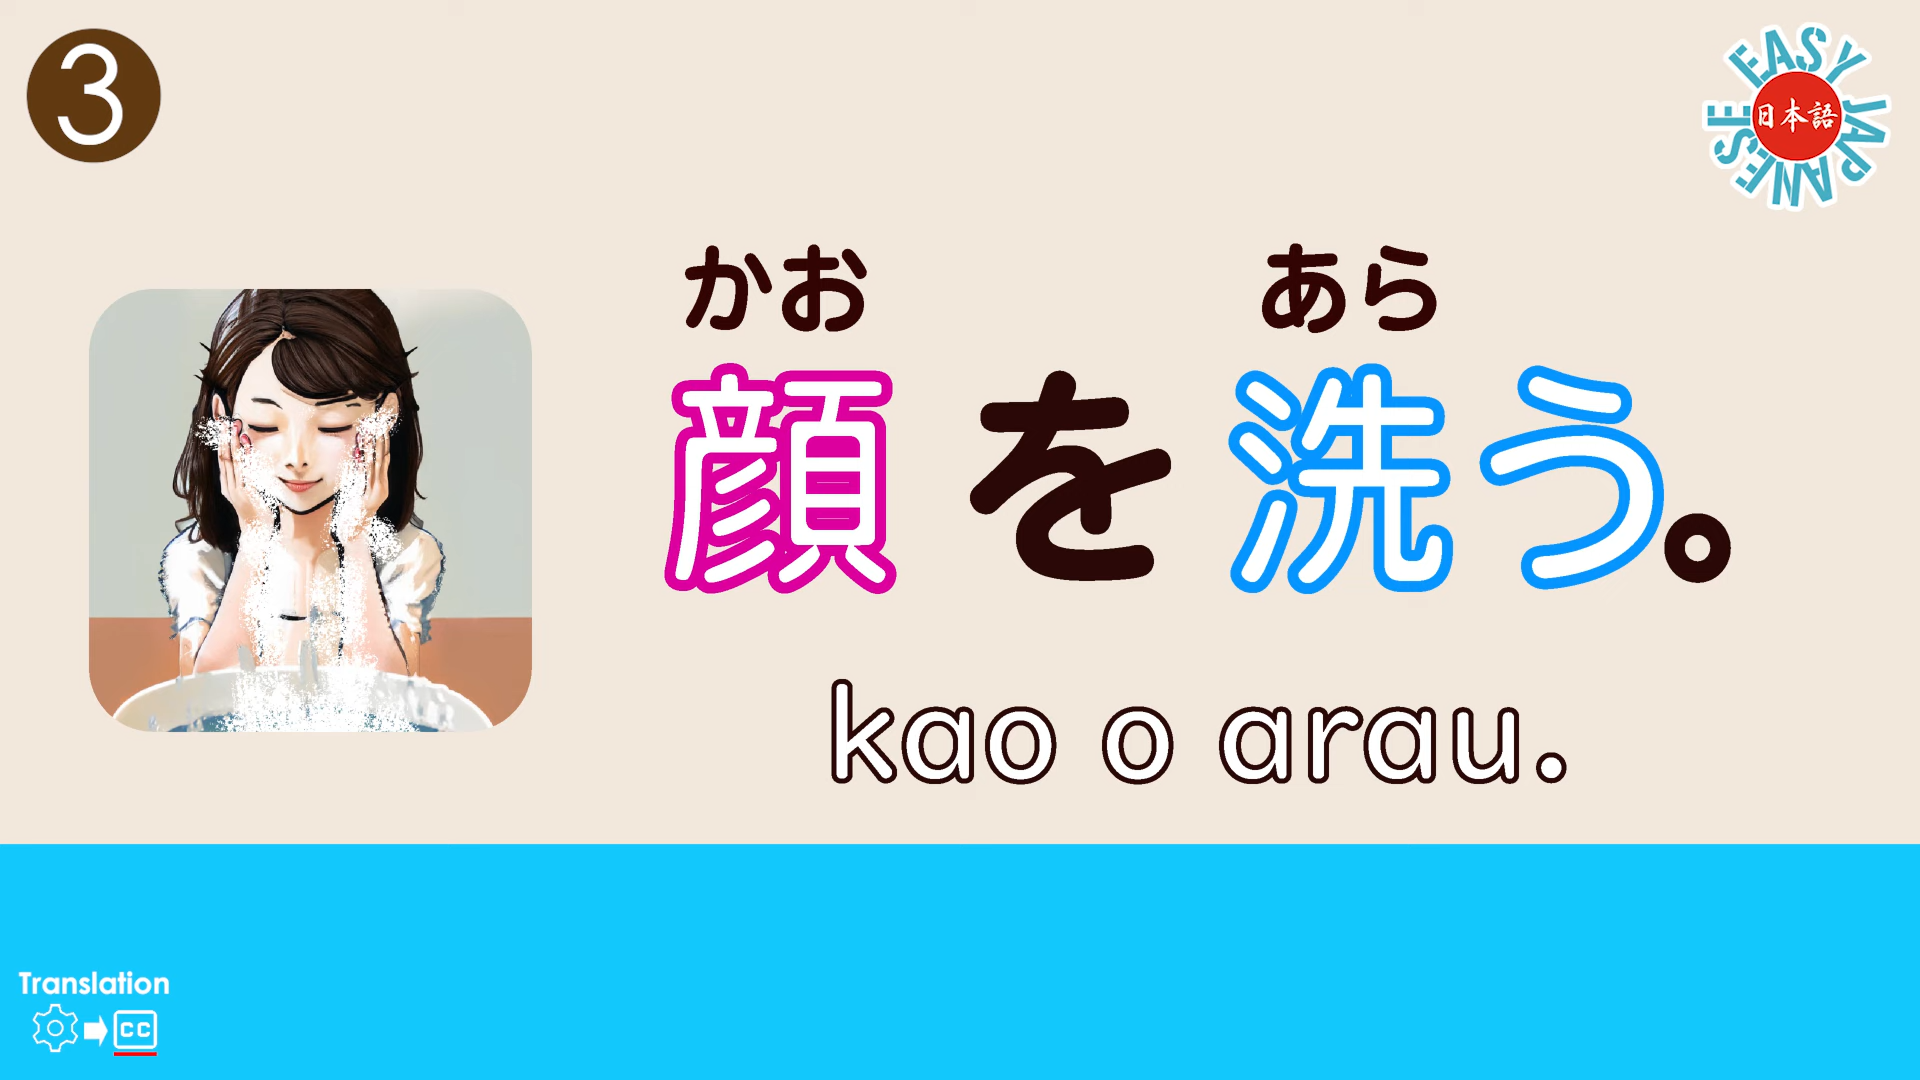 3
EASY JAPANESE
日本語
かお あら
顔を洗う。
kao o arau.
Translation
CC